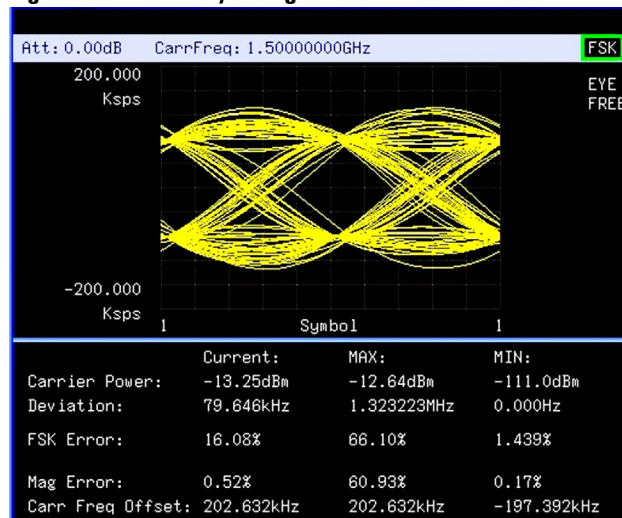 Att: 0.00dB CarrFreq: 1.50000000GHz FSK
200.000
Ksps
EYE
-200.000
Ksps
1 Symbol 1
Current: MAX: MIN:
Carrier Power: -13.25dBm -12.64dBm -111.0dBm
Deviation: 79.646kHz 1.323223MHz 0.000Hz
FSK Error: 16.08% 66.10% 1.439%
Mag Error: 0.52% 60.93% 0.17%
Carr Freq Offset: 202.632kHz 202.632kHz -197.392kHz